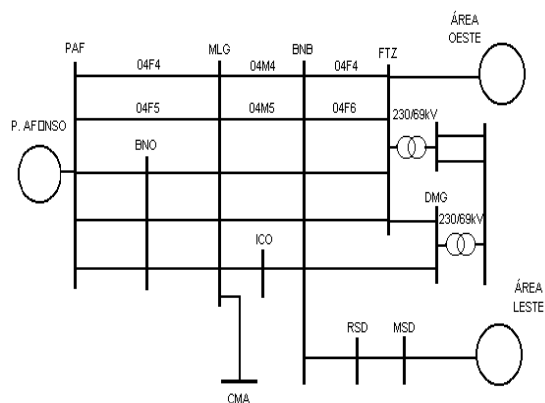 ÁREA
OESTE
PAF
MLG
BNB
FTZ
04F4
04M4
04F4
04F5
04M5
04F6
230/69kV
P. AFONSO
BNO
DMG
230/69kV
ICO
ÁREA
LESTE
RSD
MSD
CMA